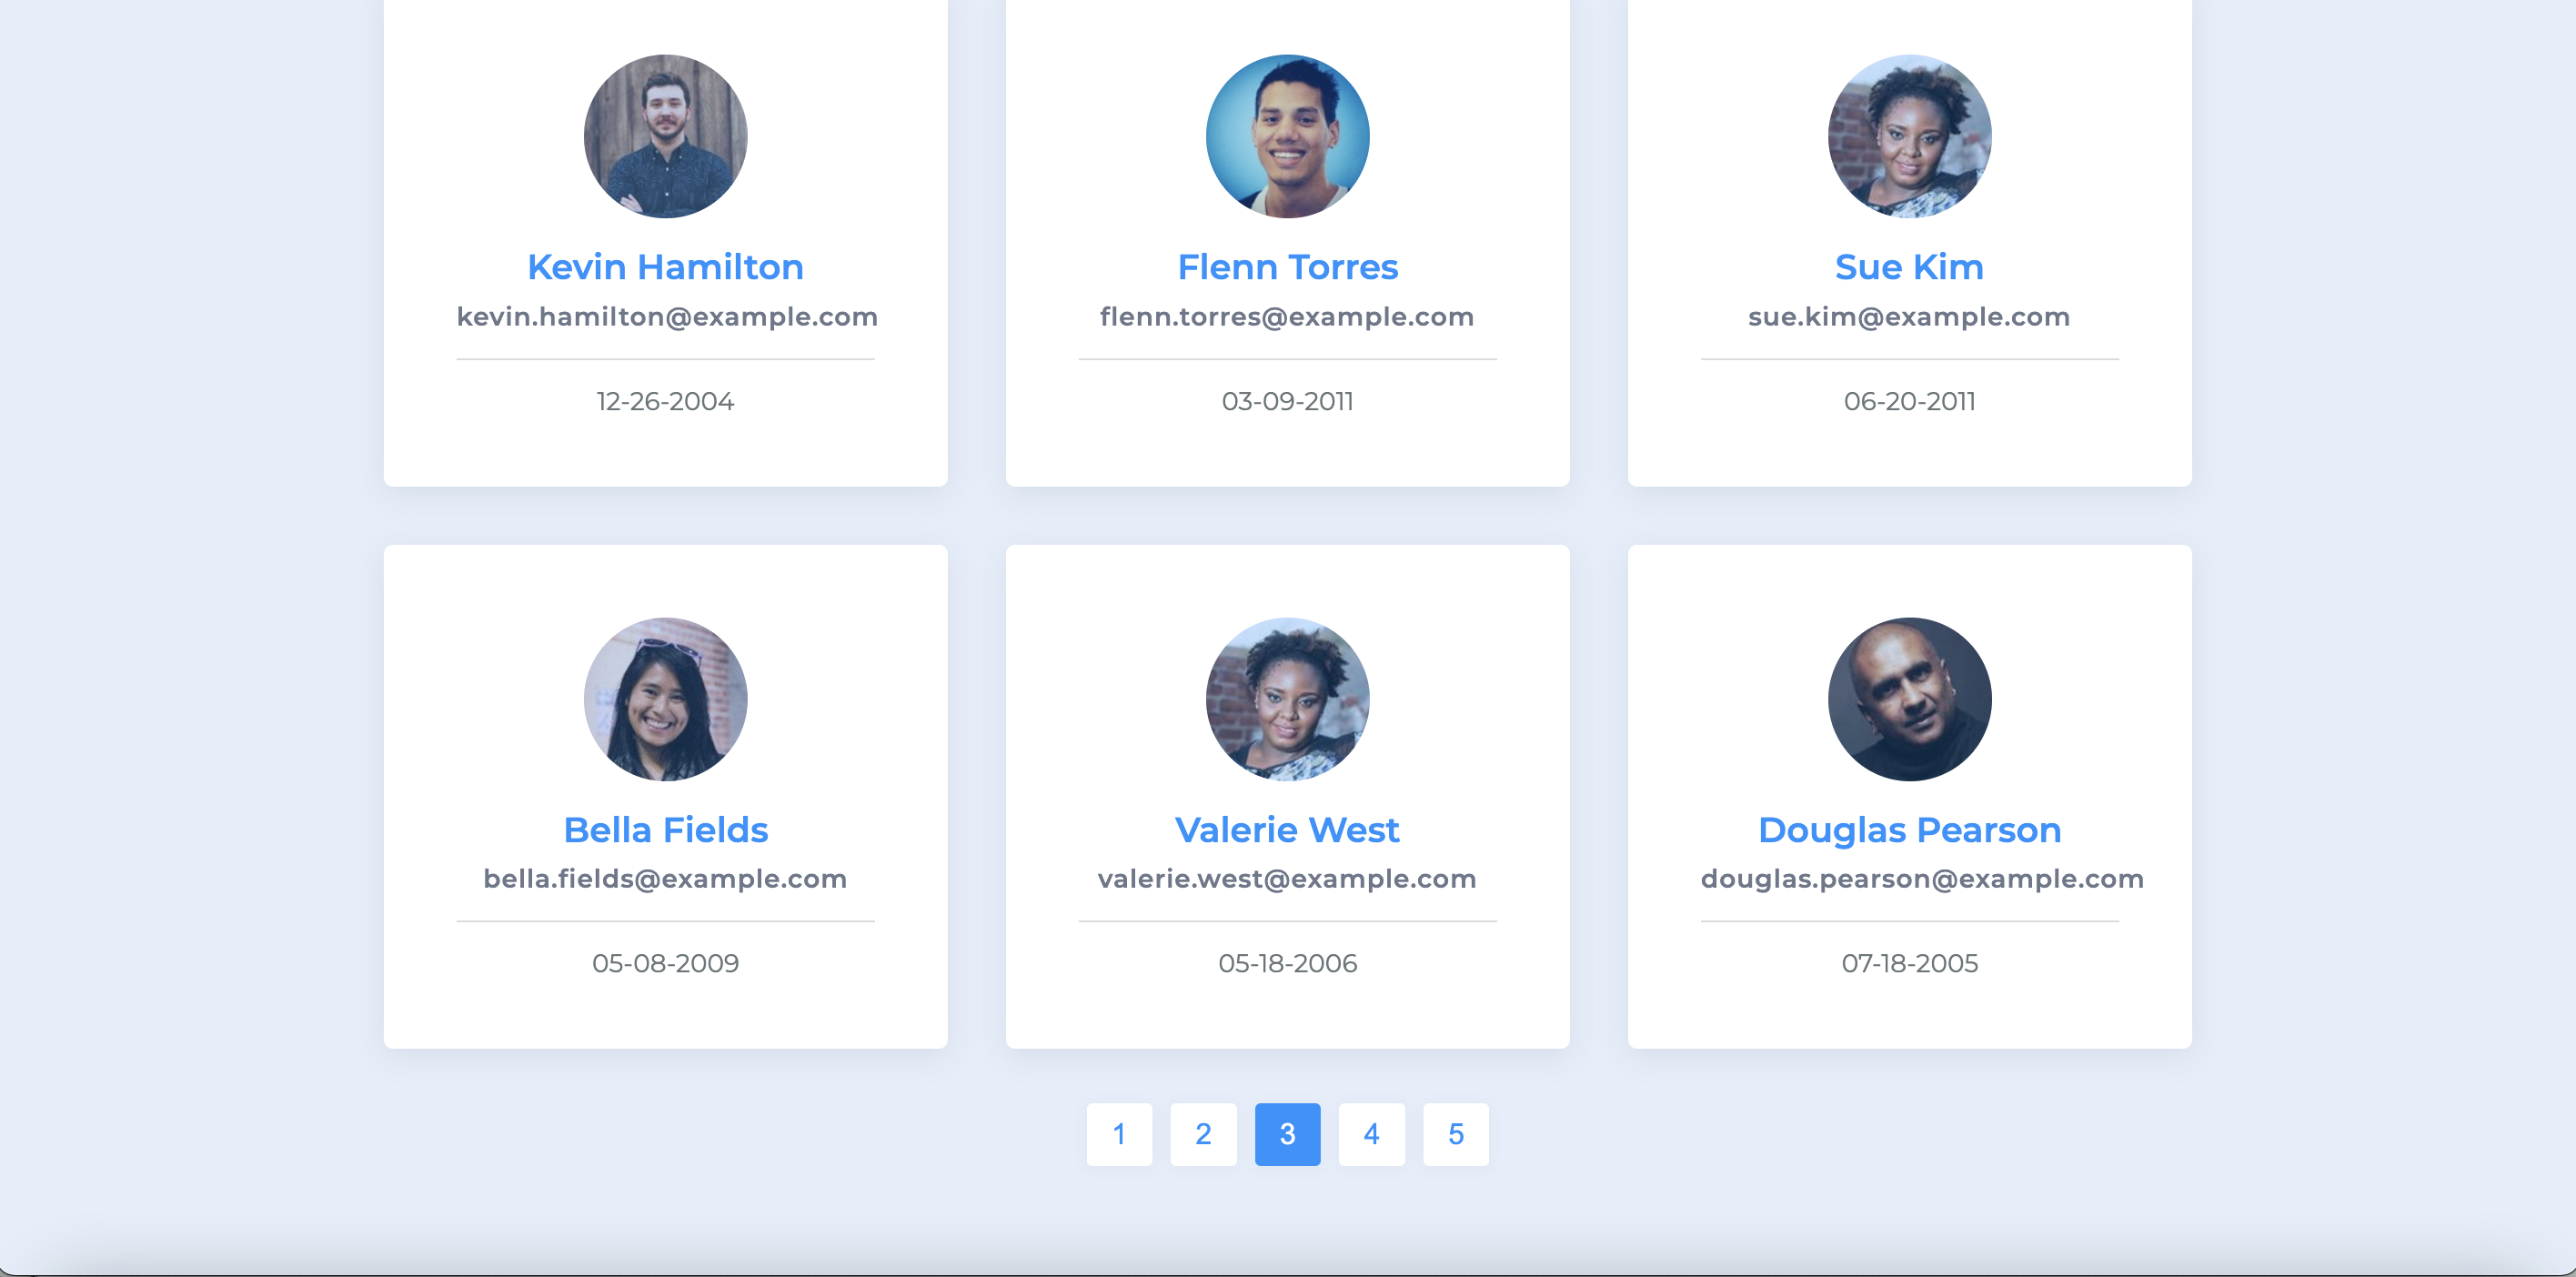 Kevin Hamilton
kevin.hamilton@example.com
12-26-2004
Flenn Torres
flenn.torres@example.com
03-09-2011
Sue Kim
sue.kim@example.com
06-20-2011
Bella Fields
bella.fields@example.com
05-08-2009
Valerie West
valerie.west@example.com
05-18-2006
Douglas Pearson
douglas.pearson@example.com
07-18-2005
1 2 3 4 5